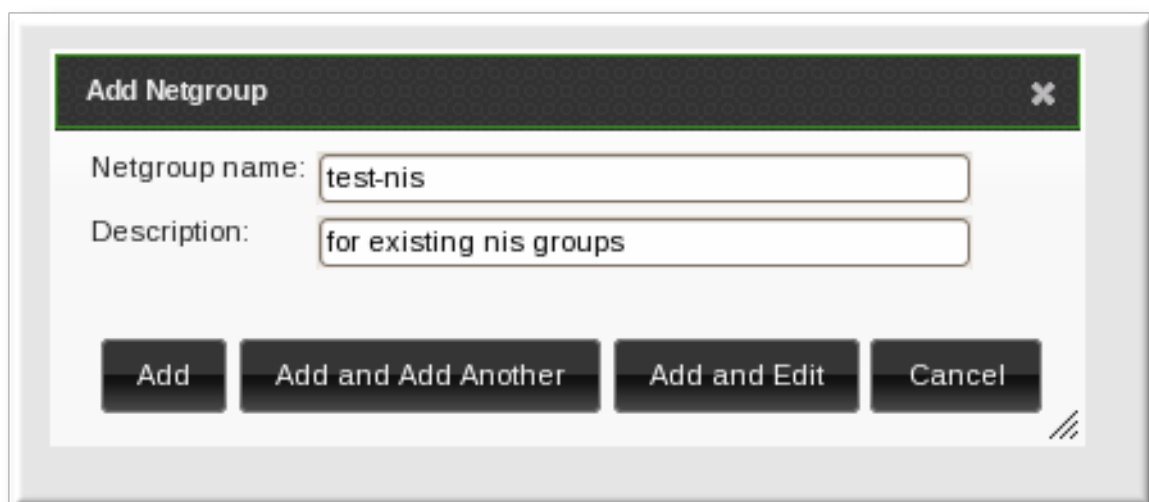 Add Netgroup
Netgroup name: test-nis
Description: for existing nis groups
Add Add and Add Another Add and Edit Cancel